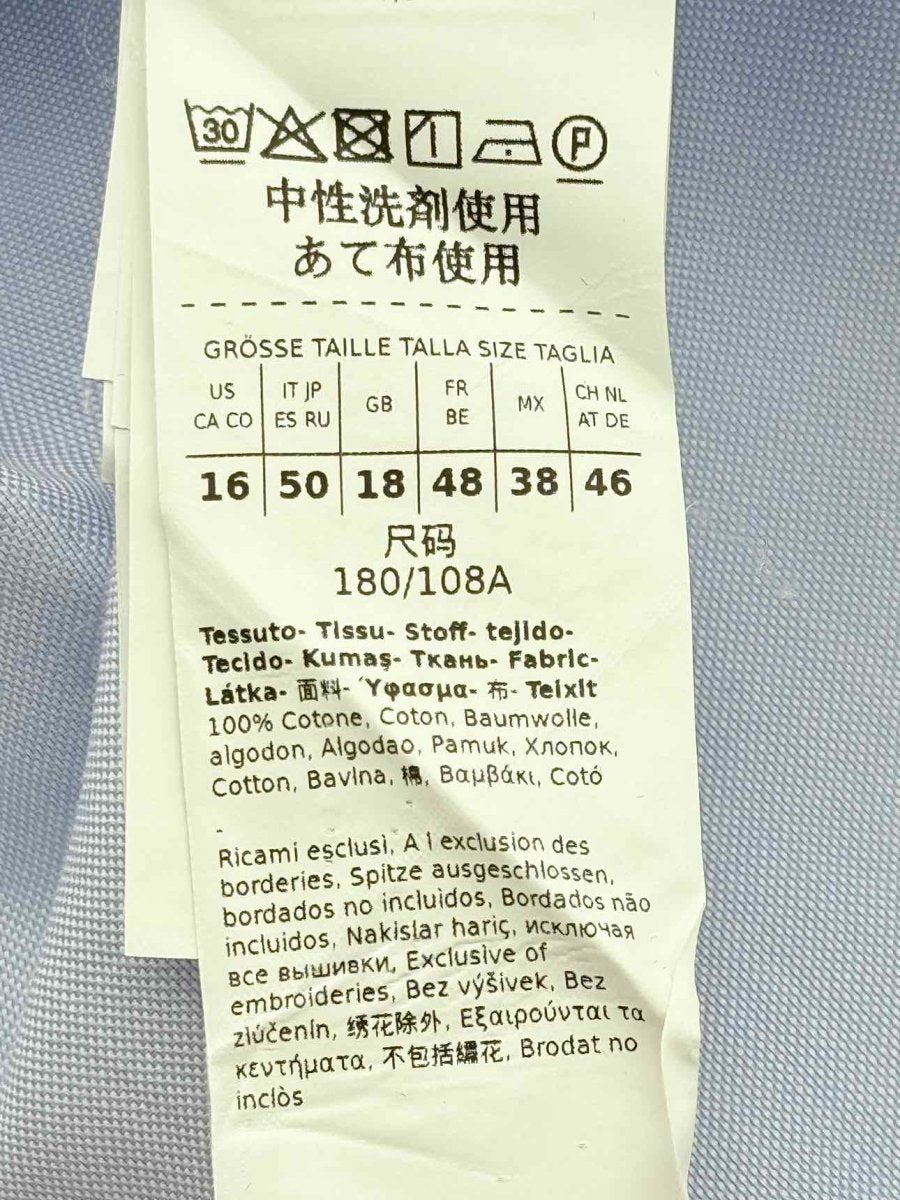 30
P
中性洗剤使用
あて布使用
GRÖSSE TAILLE TALLA SIZE TAGLIA
US CA CO
IT JP ES RU
GB
FR BE
MX
CH NL AT DE
16 50 18 48 38 46
尺码
180/108A
Tessuto- Tissu- Stoff- tejido-
Tecido- Kumaş- Ткань- Fabric-
Látka- 面料- Ύφασμα- 布- Teixit
100% Cotone, Coton, Baumwolle,
algodon, Algodao, Pamuk, Хлопок,
Cotton, Bavlna, 棉, Βαμβάκι, Cotó
Ricami esclusi, A l exclusion des
borderies, Spitze ausgeschlossen,
bordados no incluidos, Bordados não
incluidos, Nakislar hariç, исключая
все вышивки, Exclusive of
embroideries, Bez výšivek, Bez
zlúčenín, 绣花除外, Εξαιρούνται τα
κεντήματα, 不包括繡花, Brodat no
inclòs